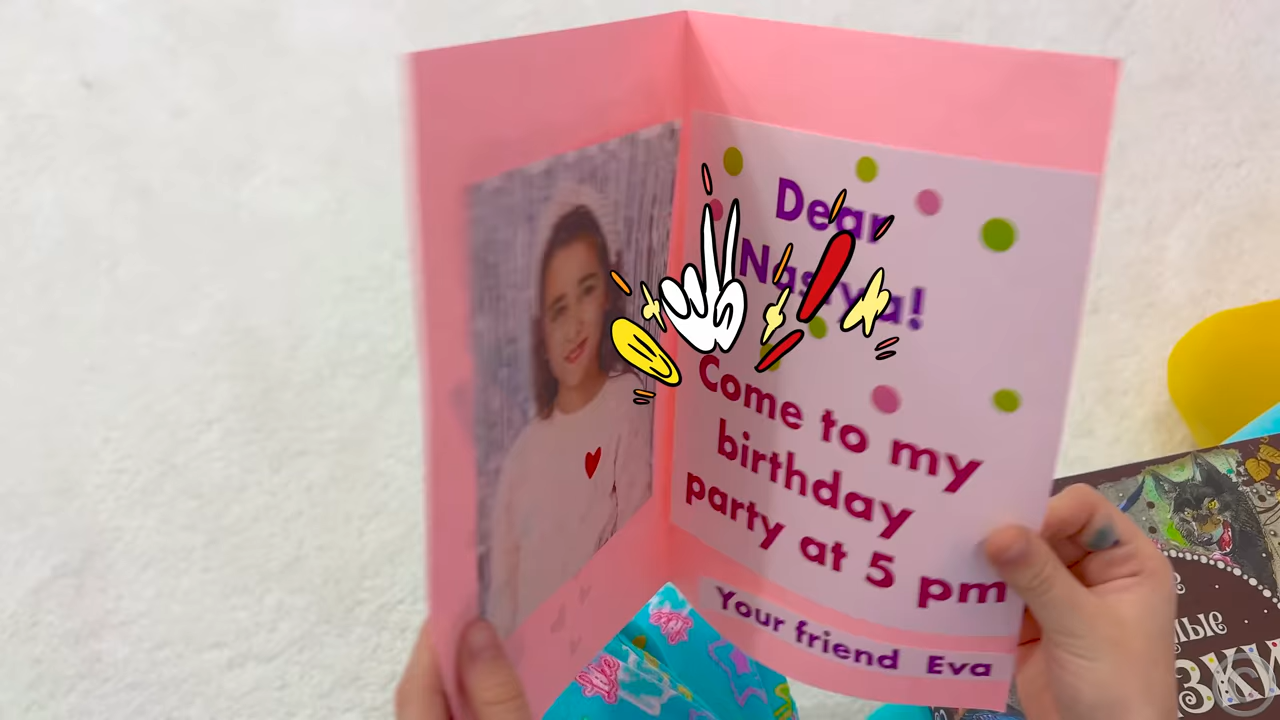 Dear
Nastya!
Come to my
birthday
party at 5 pm
Your friend Eva